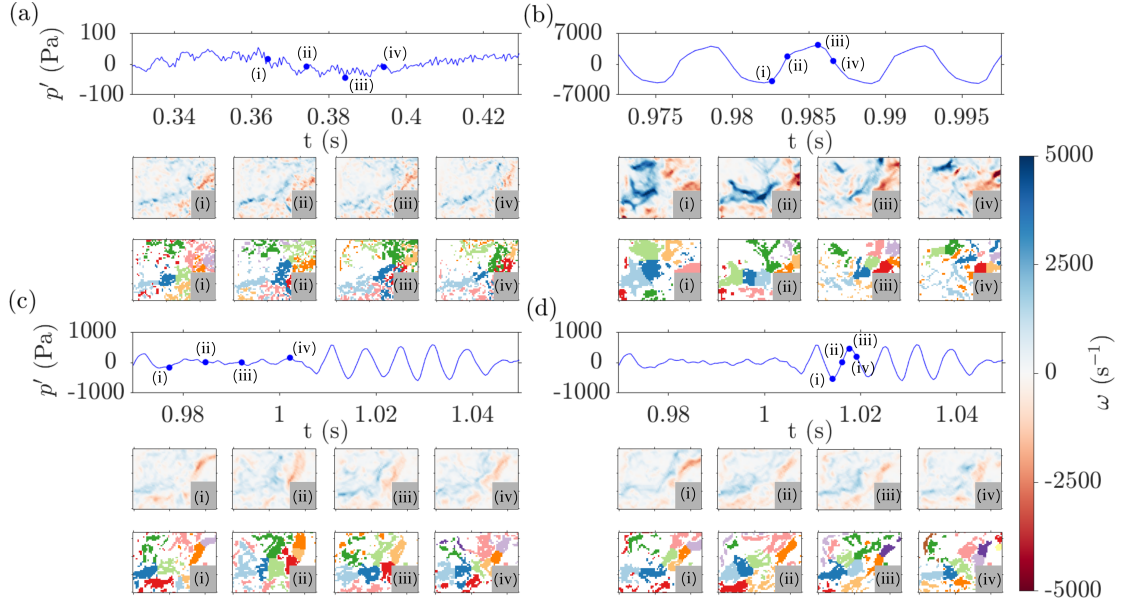 (a)
p′ (Pa)
100
0
-100
(i)
(ii)
(iii)
(iv)
0.34
0.36
0.38
0.4
0.42
t (s)
(i)
(ii)
(iii)
(iv)
(i)
(ii)
(iii)
(iv)
(b)
7000
0
-7000
(i)
(ii)
(iii)
(iv)
0.975
0.98
0.985
0.99
0.995
t (s)
(i)
(ii)
(iii)
(iv)
(i)
(ii)
(iii)
(iv)
(c)
p′ (Pa)
1000
0
-1000
(i)
(ii)
(iii)
(iv)
0.98
1
1.02
1.04
t (s)
(i)
(ii)
(iii)
(iv)
(i)
(ii)
(iii)
(iv)
(d)
1000
0
-1000
(i)
(ii)
(iii)
(iv)
0.98
1
1.02
1.04
t (s)
(i)
(ii)
(iii)
(iv)
(i)
(ii)
(iii)
(iv)
5000
2500
0
-2500
-5000
ω (s⁻¹)